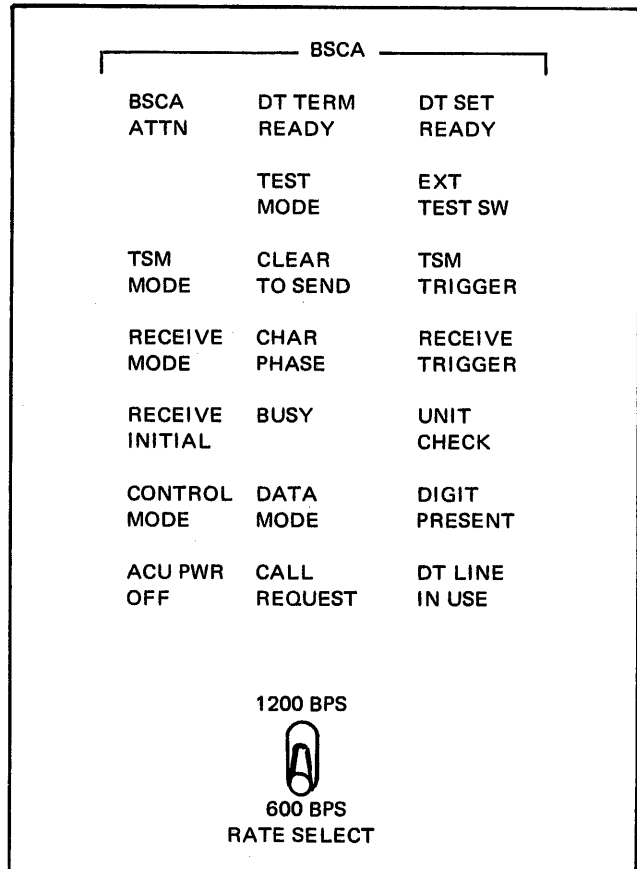 BSCA
BSCA DT TERM DT SET
ATTN READY READY
TEST EXT
MODE TEST SW
TSM CLEAR TSM
MODE TO SEND TRIGGER
RECEIVE CHAR RECEIVE
MODE PHASE TRIGGER
RECEIVE BUSY UNIT
INITIAL CHECK
CONTROL DATA DIGIT
MODE MODE PRESENT
ACU PWR CALL DT LINE
OFF REQUEST IN USE
1200 BPS
600 BPS
RATE SELECT